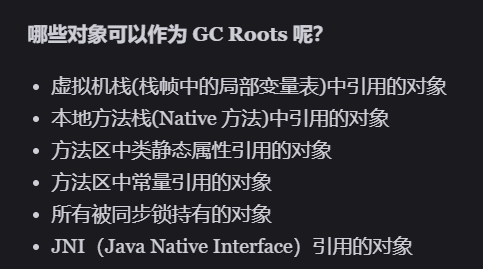 哪些对象可以作为 GC Roots 呢？
• 虚拟机栈(栈帧中的局部变量表)中引用的对象
• 本地方法栈(Native 方法)中引用的对象
• 方法区中类静态属性引用的对象
• 方法区中常量引用的对象
• 所有被同步锁持有的对象
• JNI（Java Native Interface）引用的对象